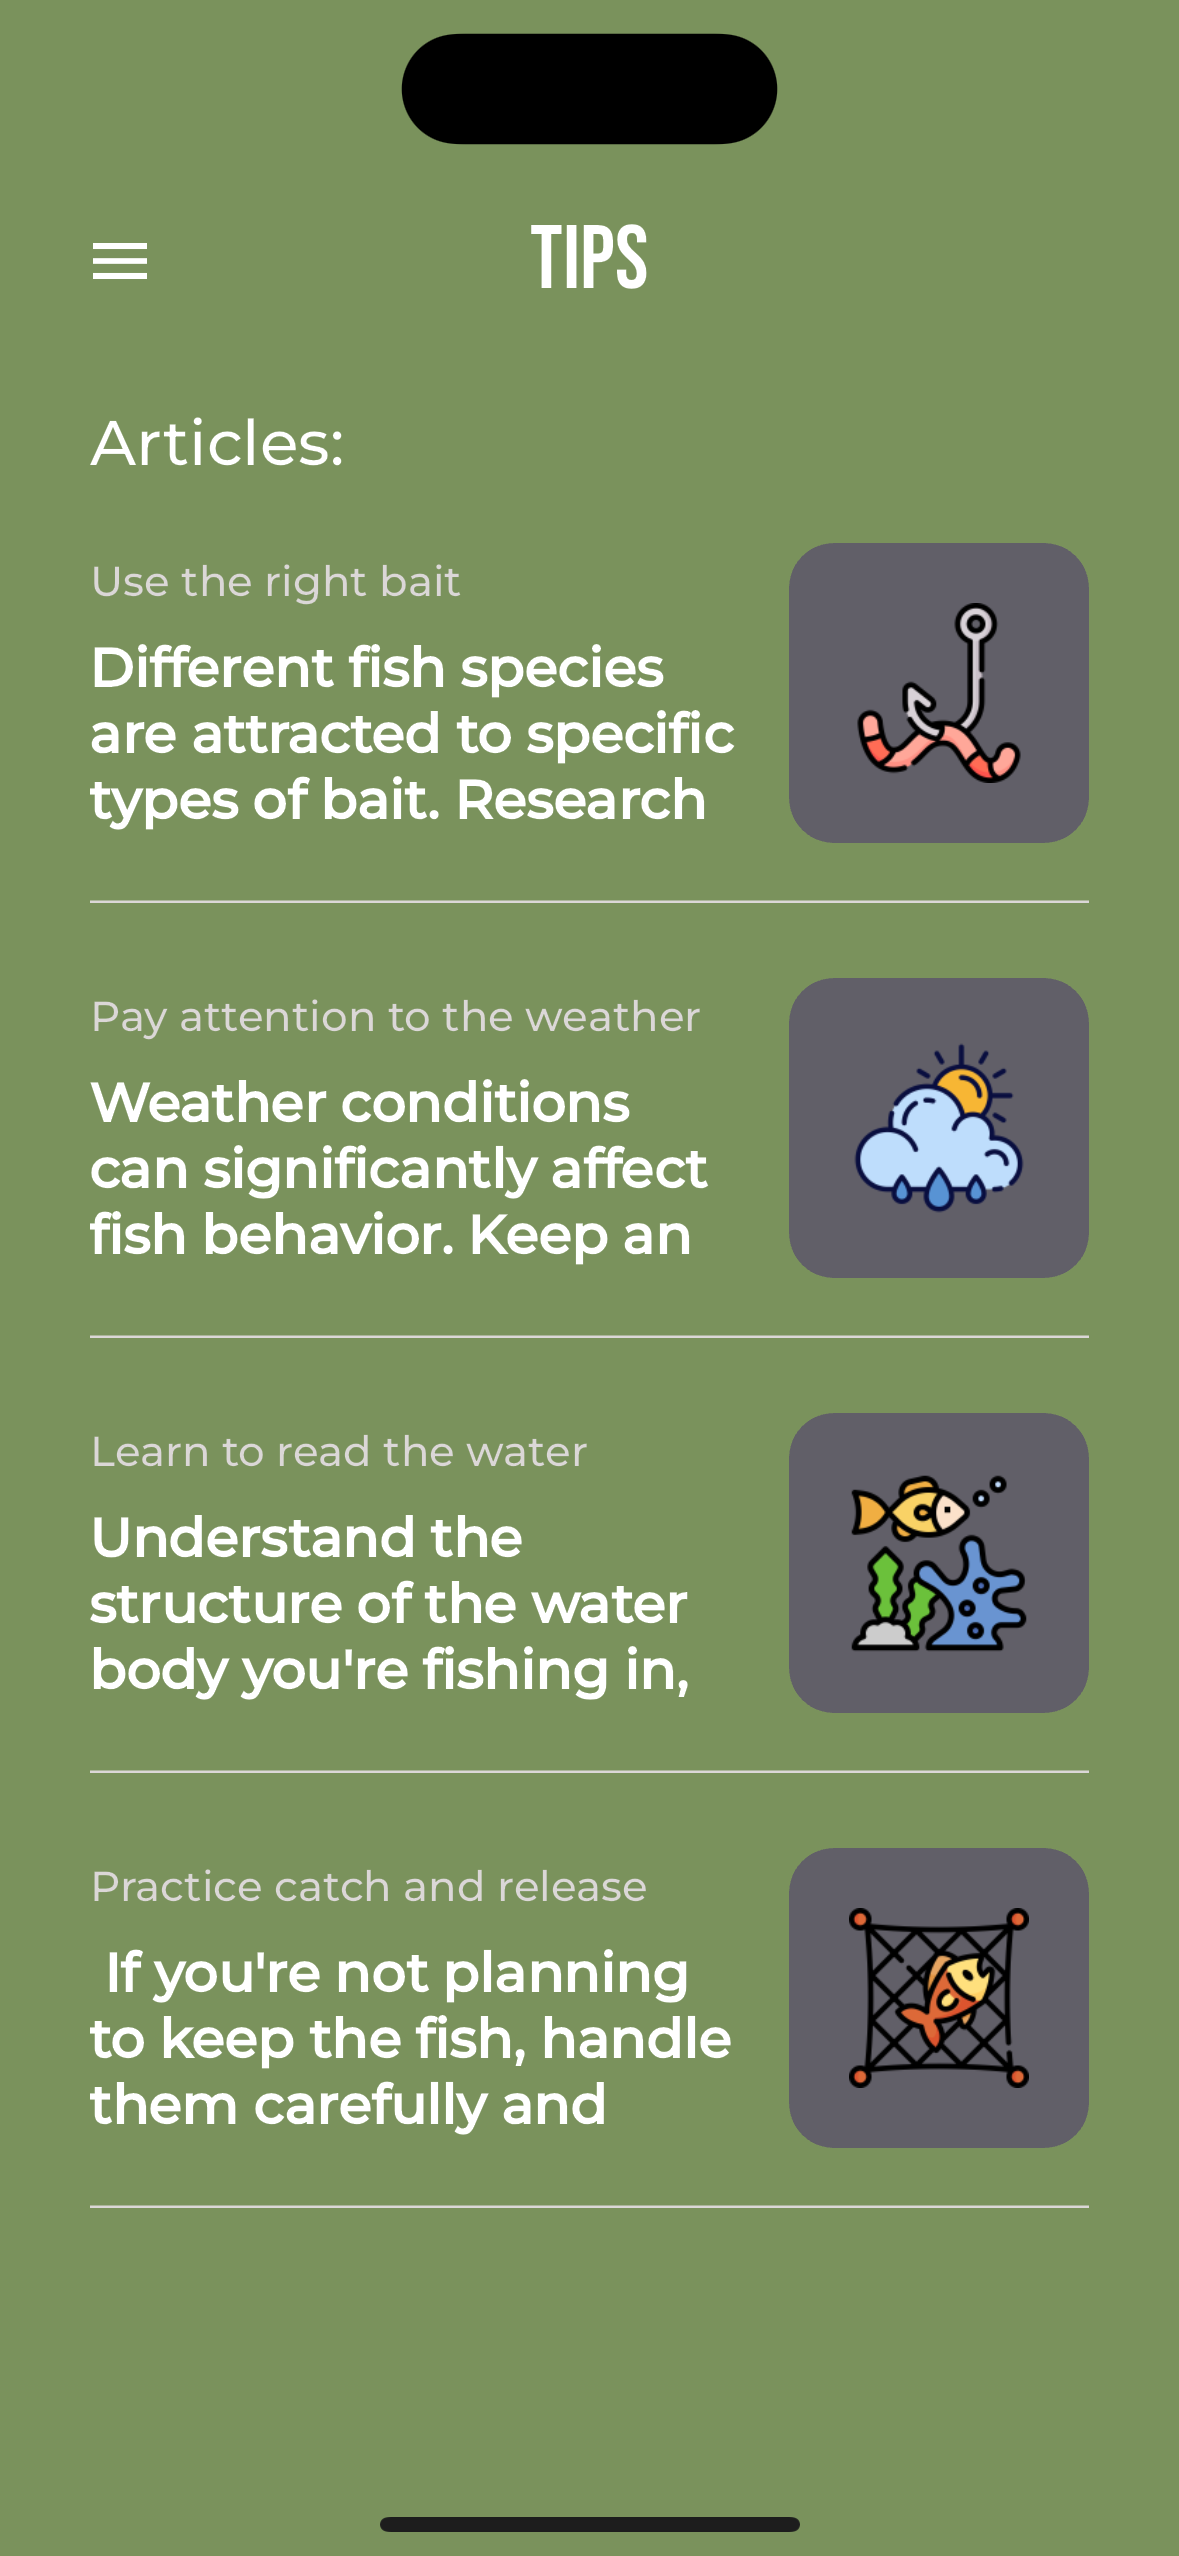 TIPS
Articles:
Use the right bait
Different fish species
are attracted to specific
types of bait. Research
Pay attention to the weather
Weather conditions
can significantly affect
fish behavior. Keep an
Learn to read the water
Understand the
structure of the water
body you're fishing in,
Practice catch and release
If you're not planning
to keep the fish, handle
them carefully and